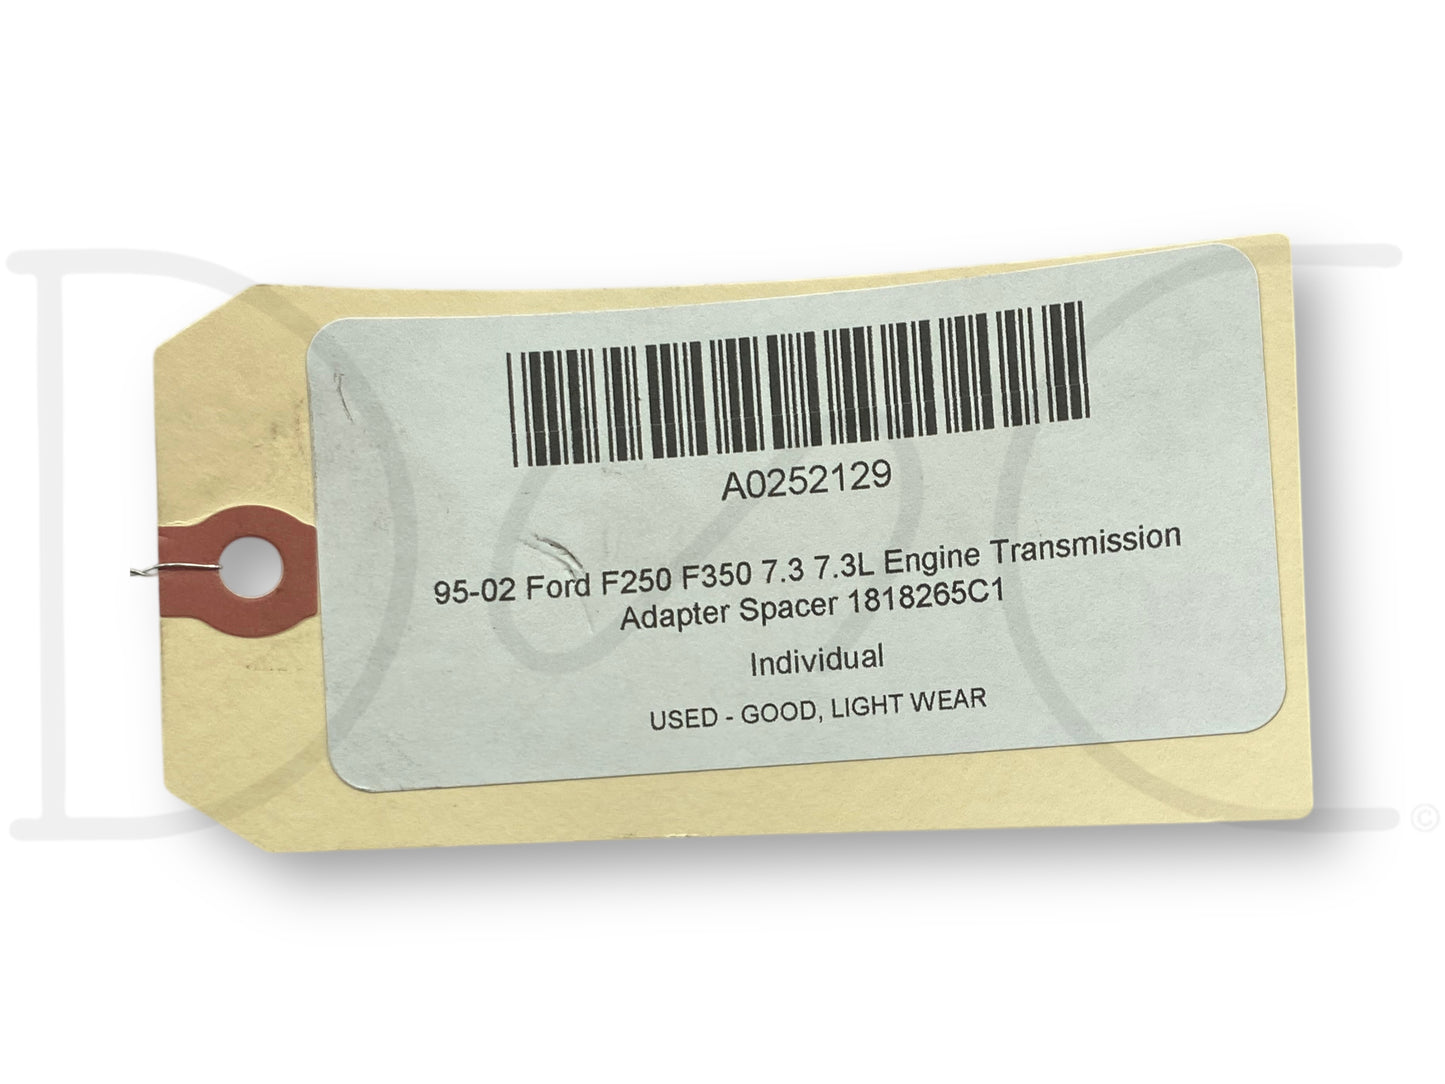 A0252129
95-02 Ford F250 F350 7.3 7.3L Engine Transmission
Adapter Spacer 1818265C1
Individual
USED - GOOD, LIGHT WEAR
©